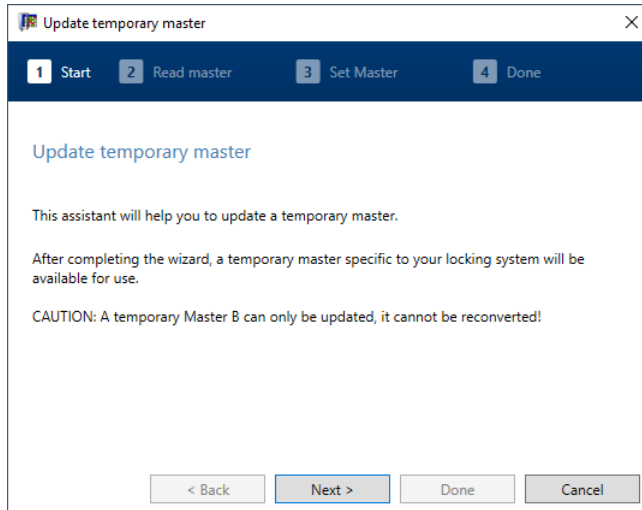 Update temporary master
1 Start 2 Read master 3 Set Master 4 Done
Update temporary master
This assistant will help you to update a temporary master.
After completing the wizard, a temporary master specific to your locking system will be
available for use.
CAUTION: A temporary Master B can only be updated, it cannot be reconverted!
< Back Next > Done Cancel